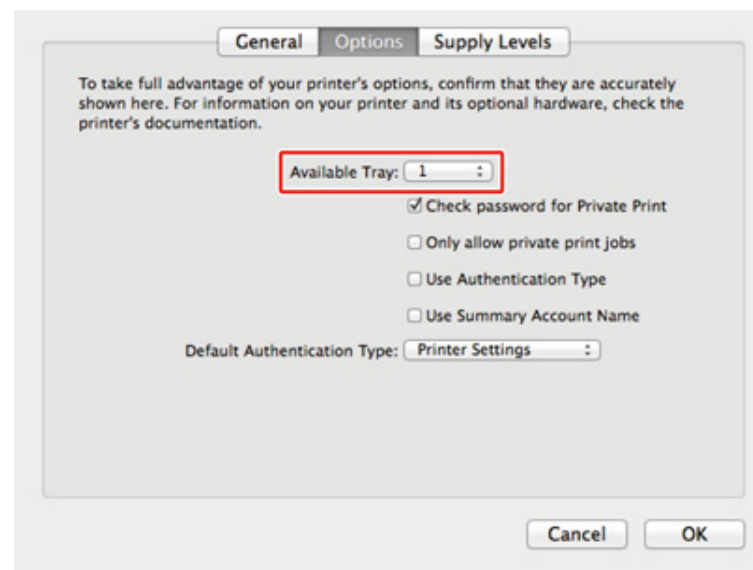 General Options Supply Levels
To take full advantage of your printer's options, confirm that they are accurately
shown here. For information on your printer and its optional hardware, check the
printer's documentation.
Available Tray: 1
Check password for Private Print
Only allow private print jobs
Use Authentication Type
Use Summary Account Name
Default Authentication Type: Printer Settings
Cancel OK